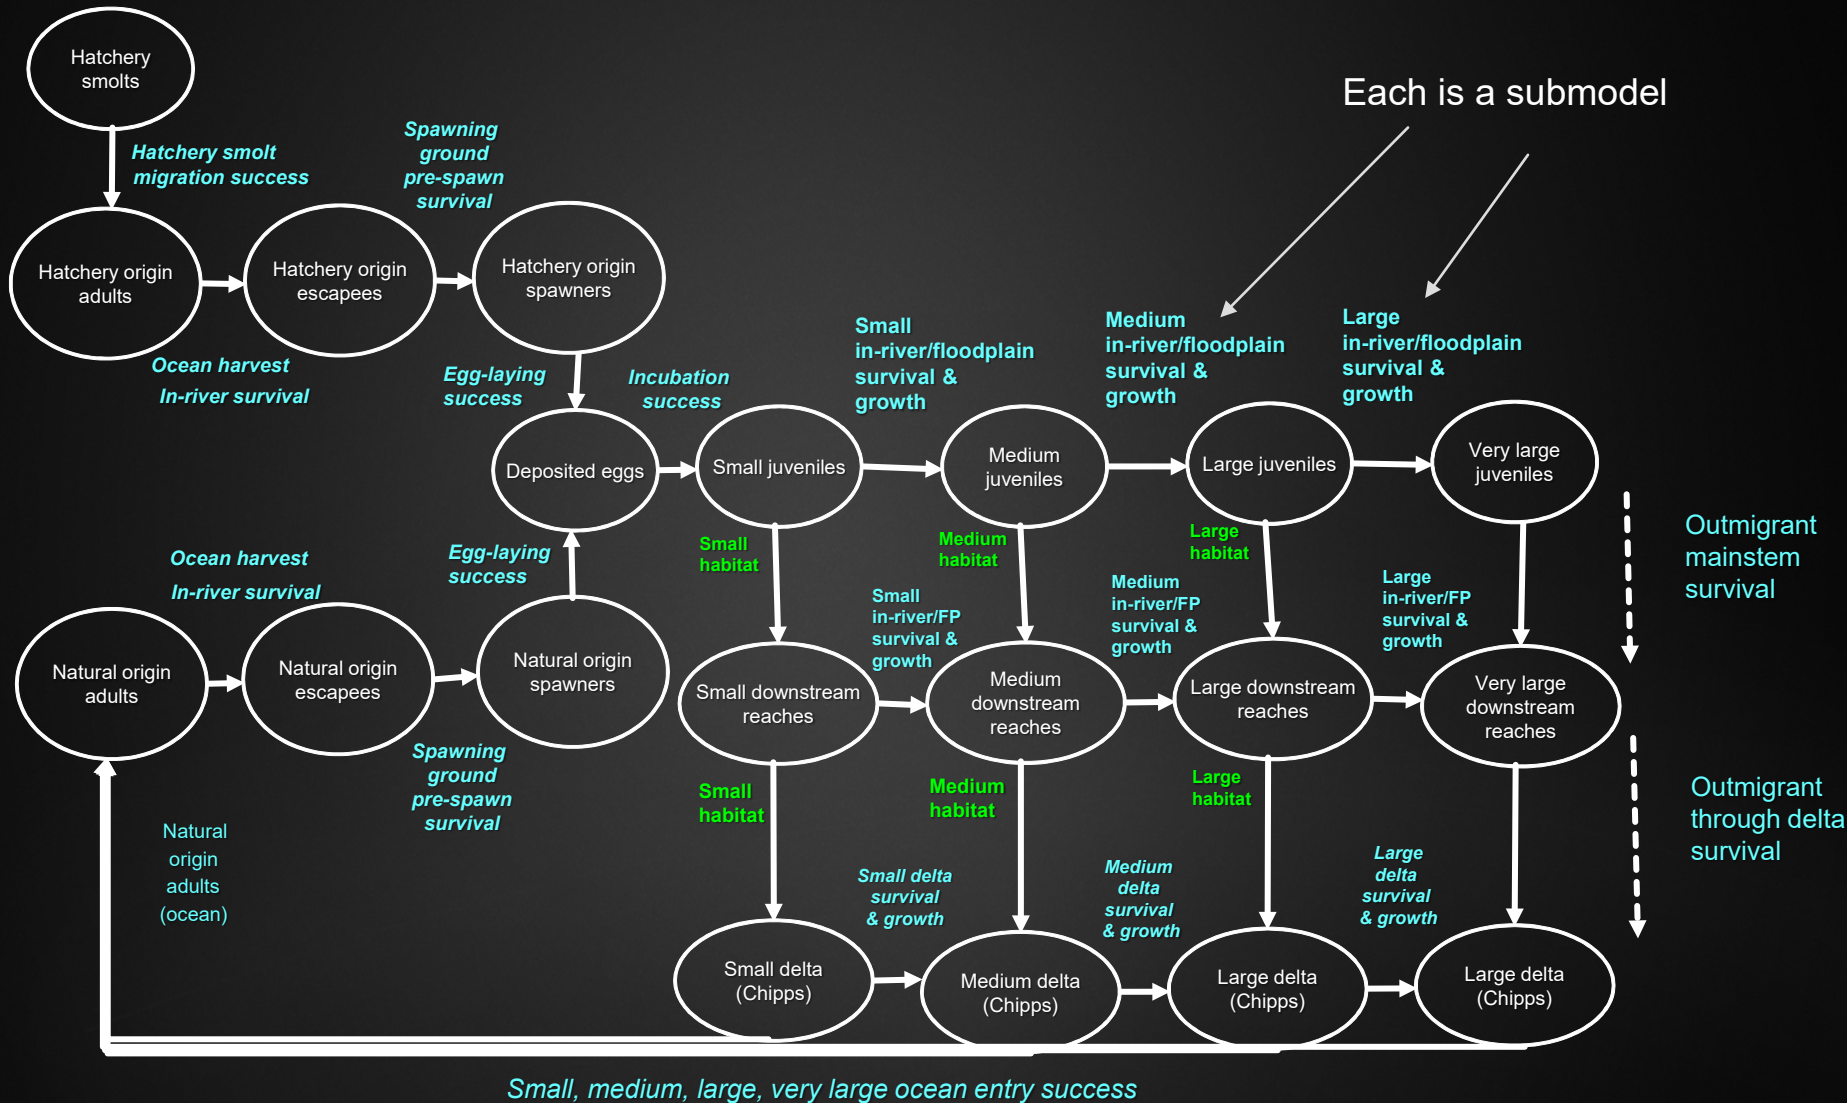 Hatchery
smolts
Each is a submodel
Hatchery smolt
migration success
Spawning
ground
pre-spawn
survival
Hatchery origin
adults
Hatchery origin
escapees
Hatchery origin
spawners
Ocean harvest
In-river survival
Egg-laying
success
Incubation
success
Small
in-river/floodplain
survival &
growth
Medium
in-river/floodplain
survival &
growth
Large
in-river/floodplain
survival &
growth
Deposited eggs
Small juveniles
Medium
juveniles
Large juveniles
Very large
juveniles
Outmigrant
mainstem
survival
Small
habitat
Medium
habitat
Large
habitat
Ocean harvest
In-river survival
Egg-laying
success
Small
in-river/FP
survival &
growth
Medium
in-river/FP
survival &
growth
Large
in-river/FP
survival &
growth
Natural origin
adults
Natural origin
escapees
Natural origin
spawners
Small downstream
reaches
Medium
downstream
reaches
Large downstream
reaches
Very large
downstream
reaches
Spawning
ground
pre-spawn
survival
Small
habitat
Medium
habitat
Large
habitat
Outmigrant
through delta
survival
Natural
origin
adults
(ocean)
Small delta
survival
& growth
Medium
delta
survival
& growth
Large
delta
survival
& growth
Small delta
(Chipps)
Medium delta
(Chipps)
Large delta
(Chipps)
Large delta
(Chipps)
Small, medium, large, very large ocean entry success